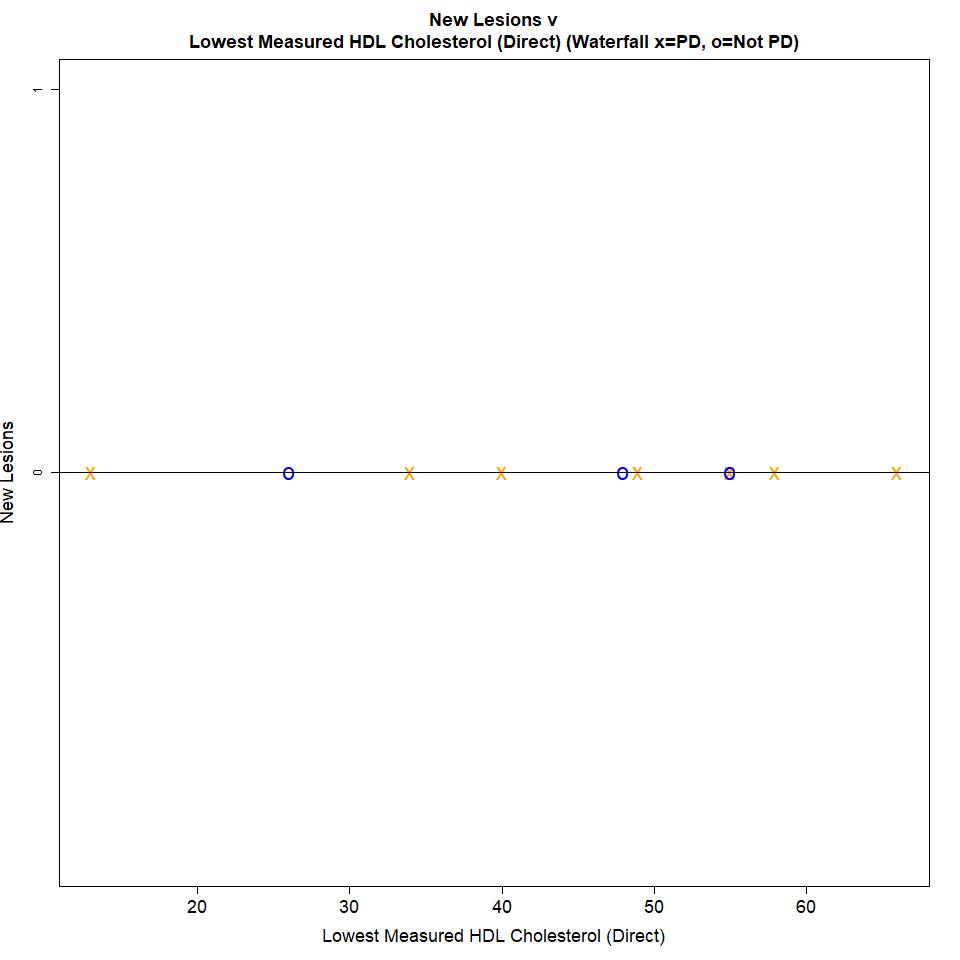 New Lesions v
Lowest Measured HDL Cholesterol (Direct) (Waterfall x=PD, o=Not PD)
1
0
New Lesions
x o x x o x x o x x
20 30 40 50 60
Lowest Measured HDL Cholesterol (Direct)